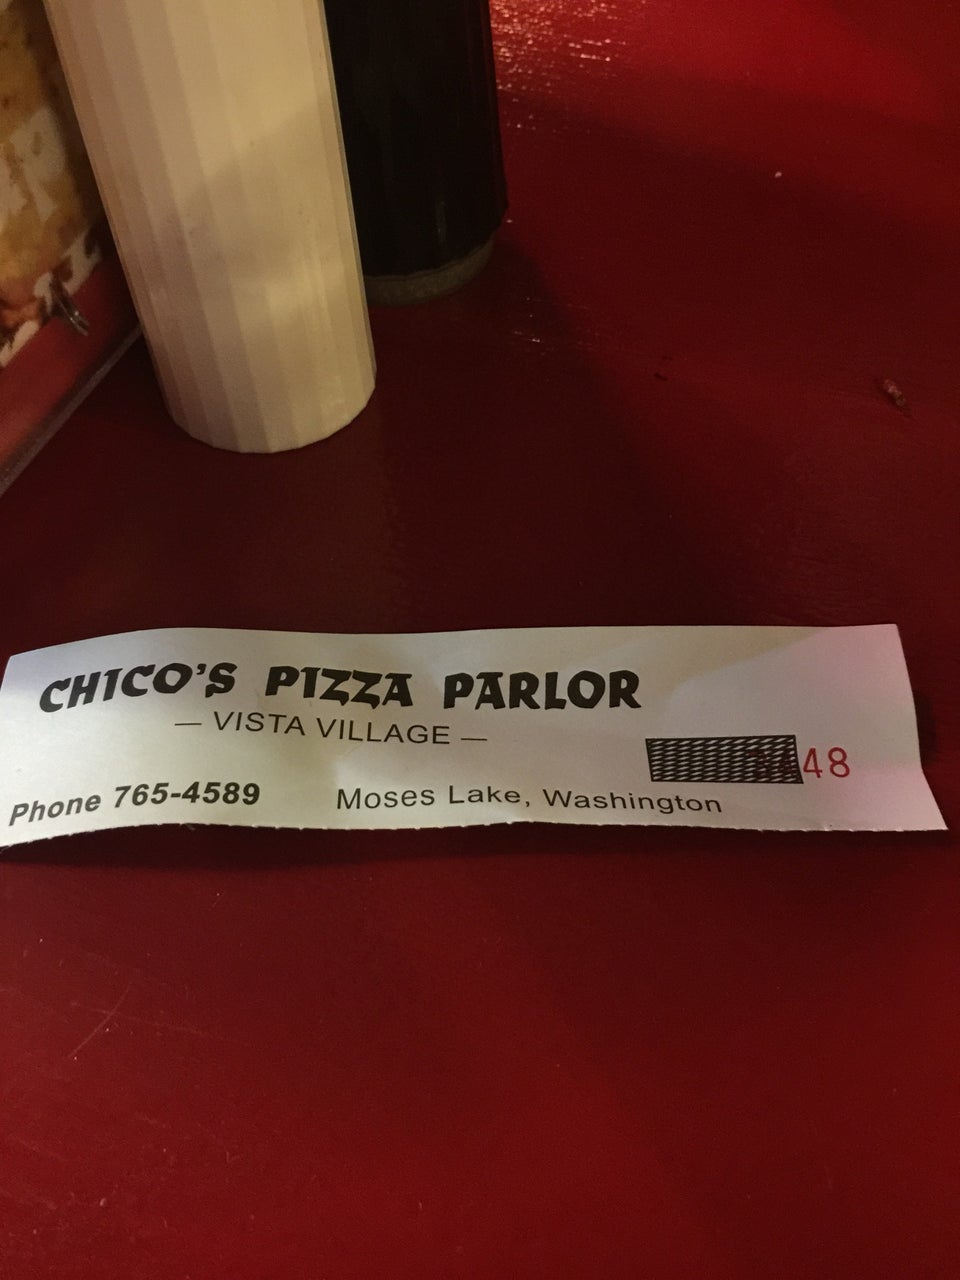 CHICO'S PIZZA PARLOR
— VISTA VILLAGE —
48
Phone 765-4589 Moses Lake, Washington